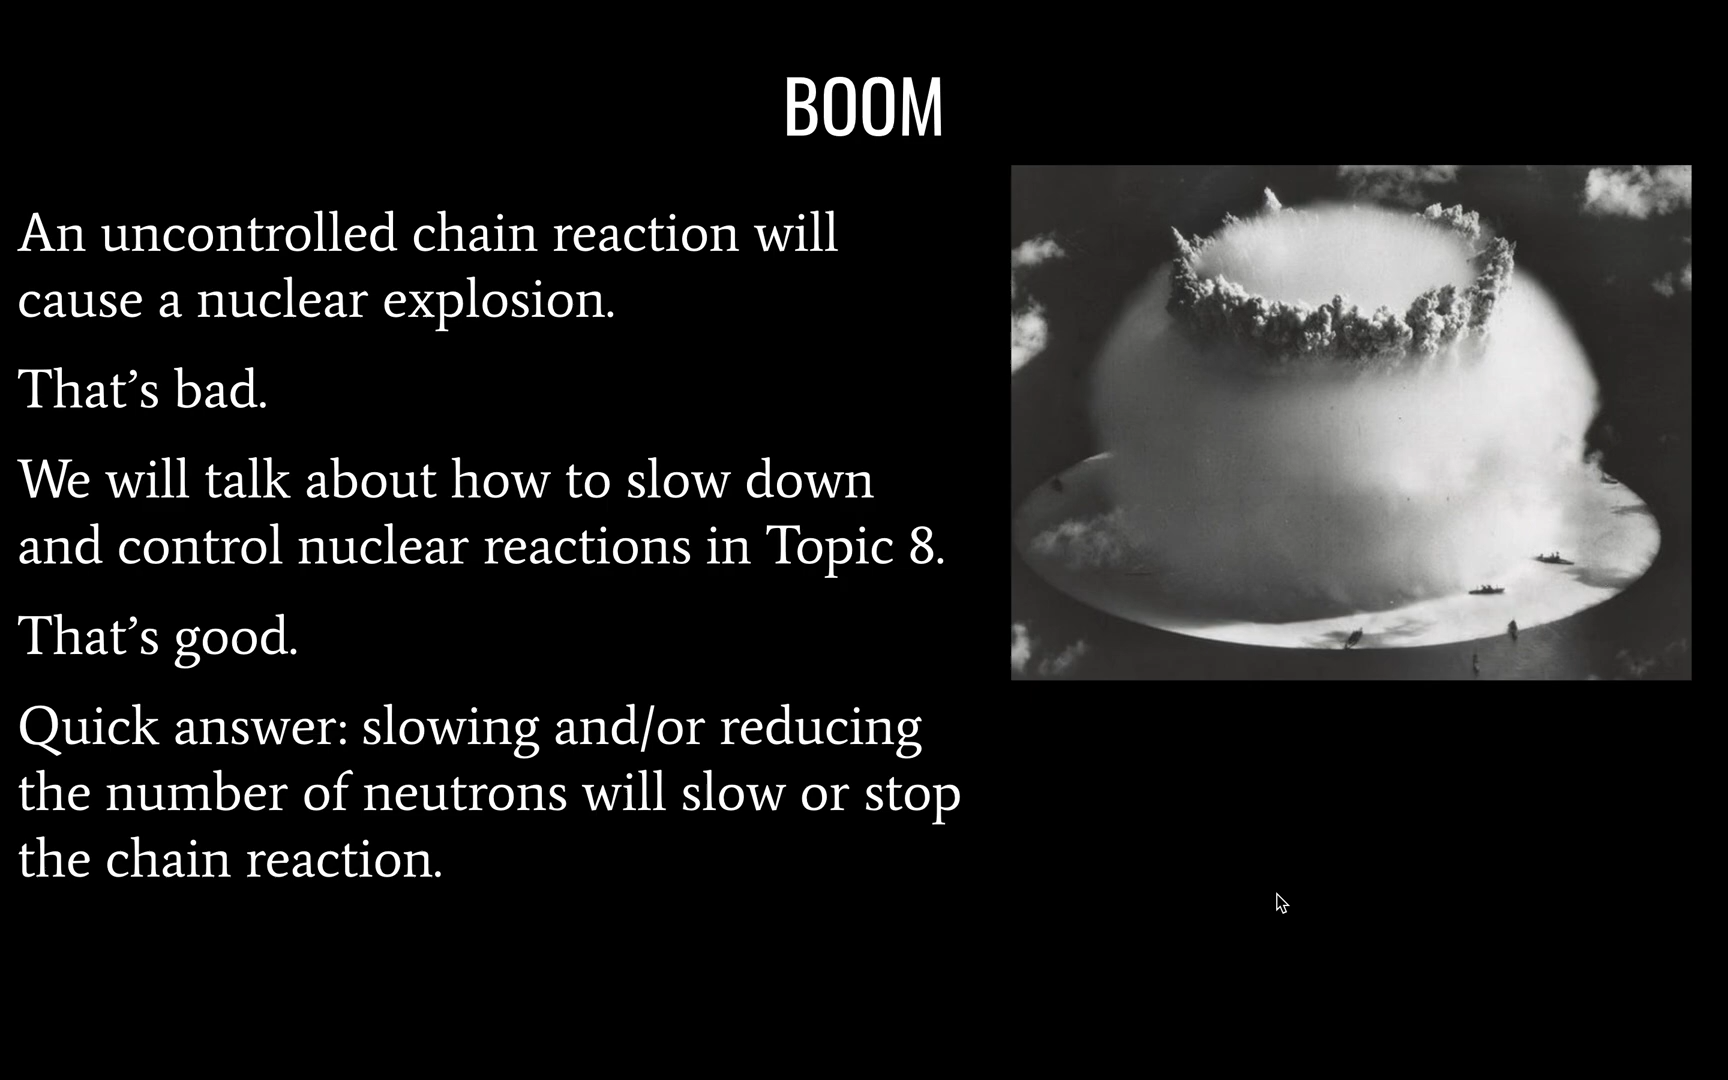 BOOM
An uncontrolled chain reaction will
cause a nuclear explosion.
That’s bad.
We will talk about how to slow down
and control nuclear reactions in Topic 8.
That’s good.
Quick answer: slowing and/or reducing
the number of neutrons will slow or stop
the chain reaction.